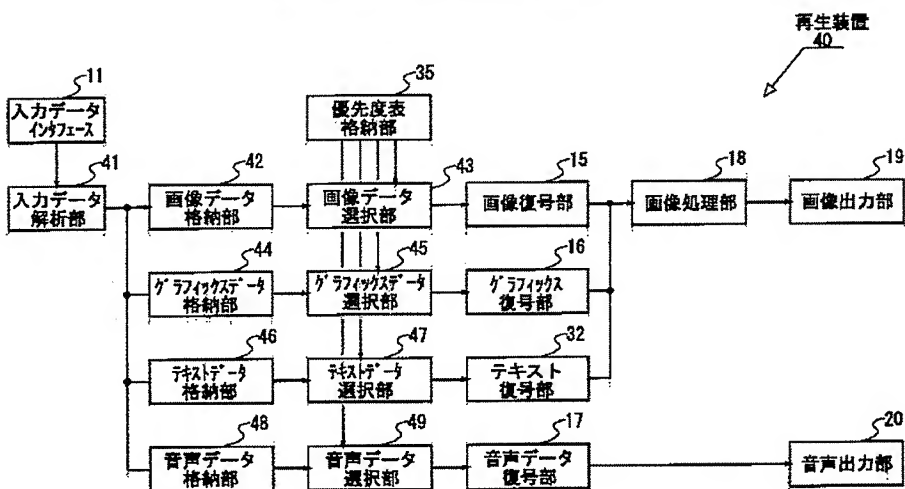 再生装置
40
11
入力データ
インタフェース
35
優先度表
格納部
41
入力データ
解析部
42
画像データ
格納部
43
画像データ
選択部
15
画像復号部
18
画像処理部
19
画像出力部
44
グラフィックスデータ
格納部
45
グラフィックスデータ
選択部
16
グラフィックス
復号部
46
テキストデータ
格納部
47
テキストデータ
選択部
32
テキスト
復号部
48
音声データ
格納部
49
音声データ
選択部
17
音声データ
復号部
20
音声出力部